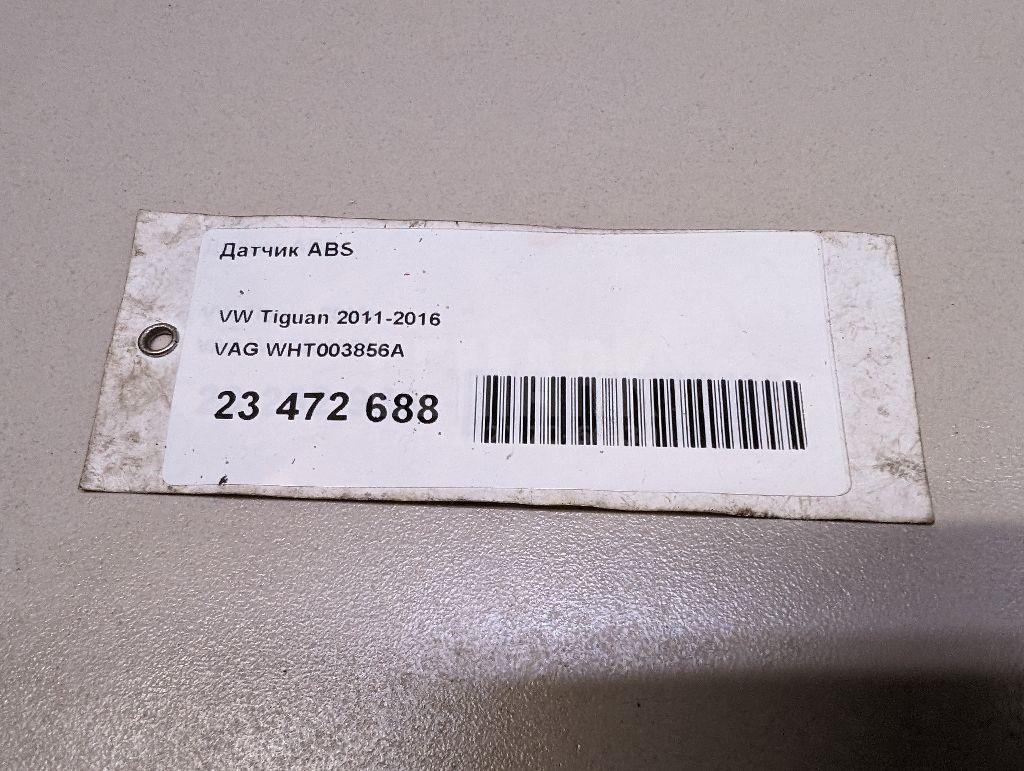 Датчик ABS
VW Tiguan 2011-2016
VAG WHT003856A
23 472 688